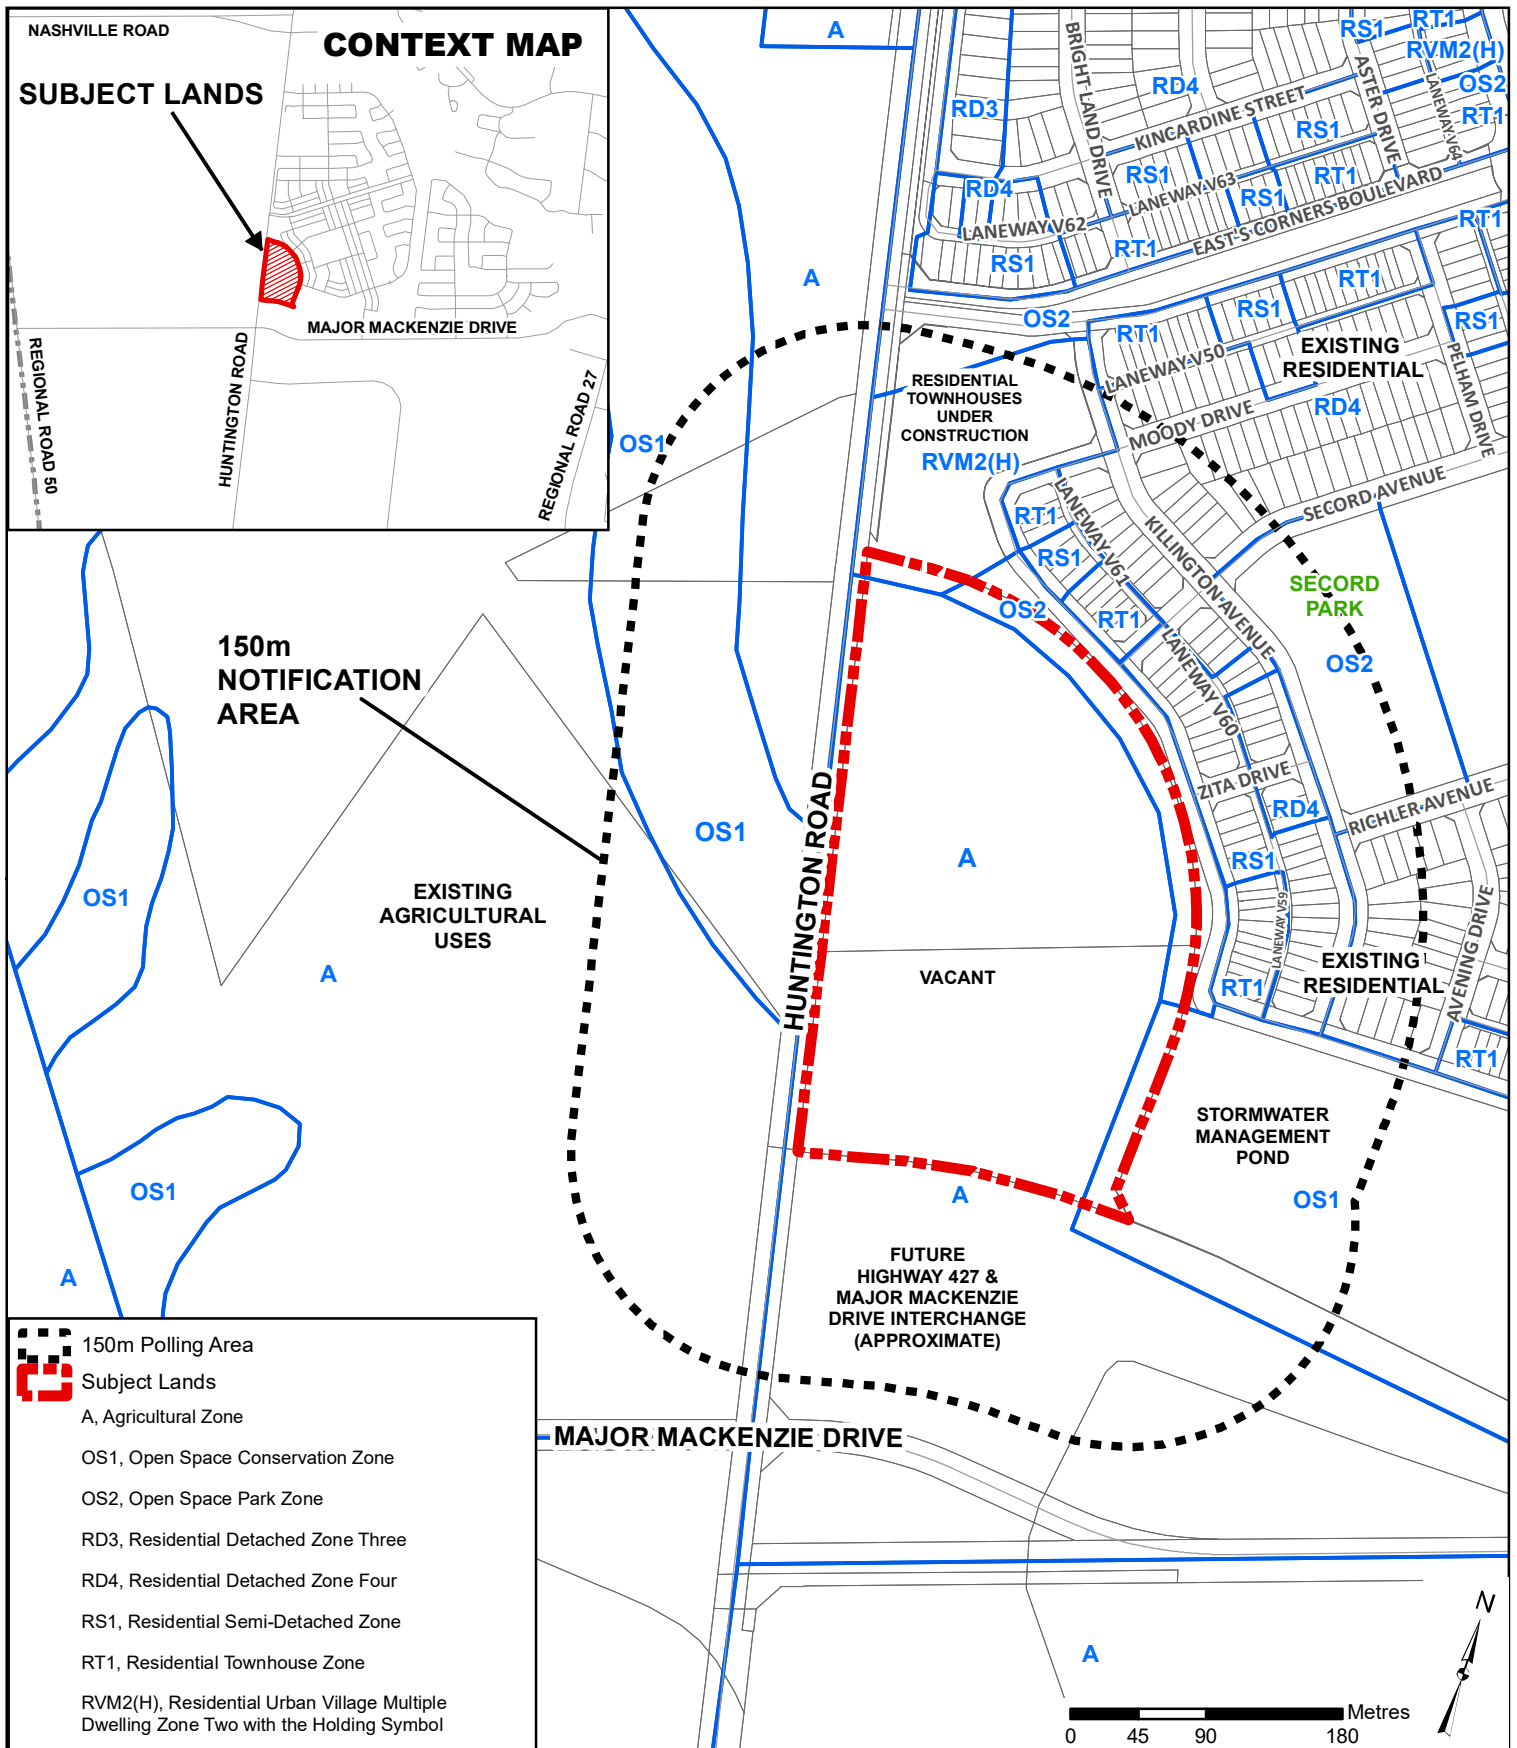 NASHVILLE ROAD
CONTEXT MAP
SUBJECT LANDS
MAJOR MACKENZIE DRIVE
HUNTINGTON ROAD
REGIONAL ROAD 50
REGIONAL ROAD 27
A
RD3
BRIGHT LAND DRIVE
RD4
KINCARDINE STREET
RS1
RT1
RVM2(H)
OS2
RT1
ASTER DRIVE
LANEWAY V64
RS1
RT1
RS1
RS1
LANEWAY V63
EAST'S CORNERS BOULEVARD
RD4
LANEWAY V62
RS1
RT1
RT1
A
OS2
RT1
RS1
RT1
RS1
LANEWAY V50
EXISTING
RESIDENTIAL
RD4
PELHAM DRIVE
MOODY DRIVE
SECORD AVENUE
RESIDENTIAL
TOWNHOUSES
UNDER
CONSTRUCTION
RVM2(H)
OS1
RT1
RS1
LANEWAY V61
KILLINGTON AVENUE
SECORD
PARK
OS2
OS2
RT1
LANEWAY V60
150m
NOTIFICATION
AREA
ZITA DRIVE
RD4
RICHLER AVENUE
HUNTINGTON ROAD
OS1
A
RS1
LANEWAY V59
AVENING DRIVE
EXISTING
RESIDENTIAL
RT1
RT1
OS1
EXISTING
AGRICULTURAL
USES
A
VACANT
STORMWATER
MANAGEMENT
POND
OS1
OS1
A
A
FUTURE
HIGHWAY 427 &
MAJOR MACKENZIE
DRIVE INTERCHANGE
(APPROXIMATE)
MAJOR MACKENZIE DRIVE
150m Polling Area
Subject Lands
A, Agricultural Zone
OS1, Open Space Conservation Zone
OS2, Open Space Park Zone
RD3, Residential Detached Zone Three
RD4, Residential Detached Zone Four
RS1, Residential Semi-Detached Zone
RT1, Residential Townhouse Zone
RVM2(H), Residential Urban Village Multiple
Dwelling Zone Two with the Holding Symbol
A
N
Metres
0 45 90 180